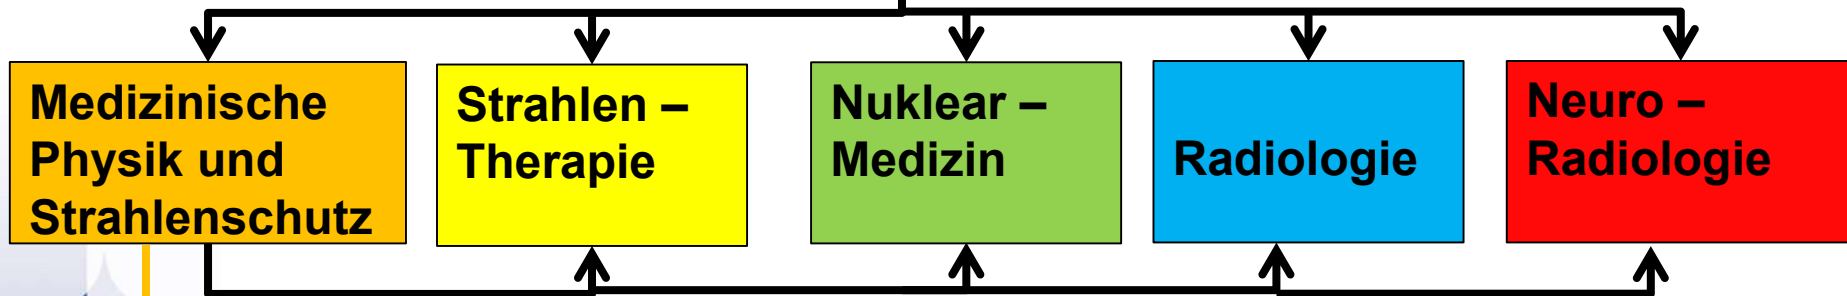 Medizinische
Physik und
Strahlenschutz
Strahlen –
Therapie
Nuklear –
Medizin
Radiologie
Neuro –
Radiologie